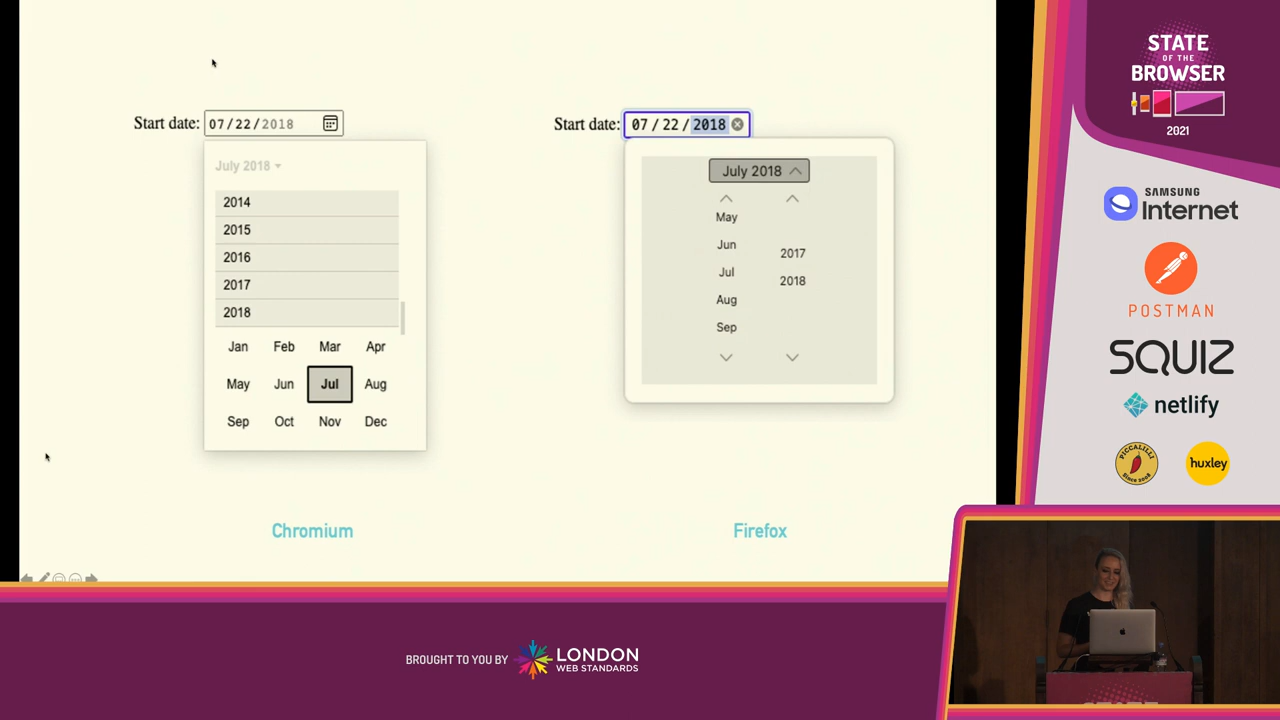 Start date: 07/22/2018
July 2018
2014
2015
2016
2017
2018
Jan Feb Mar Apr
May Jun Jul Aug
Sep Oct Nov Dec
Chromium
Start date: 07 / 22 / 2018
July 2018
May
Jun
Jul
Aug
Sep
2017
2018
Firefox
STATE
OF THE
BROWSER
2021
SAMSUNG
Internet
POSTMAN
SQUIZ
netlify
PICCALILLI
Since 2008
huxley
BROUGHT TO YOU BY
LONDON
WEB STANDARDS